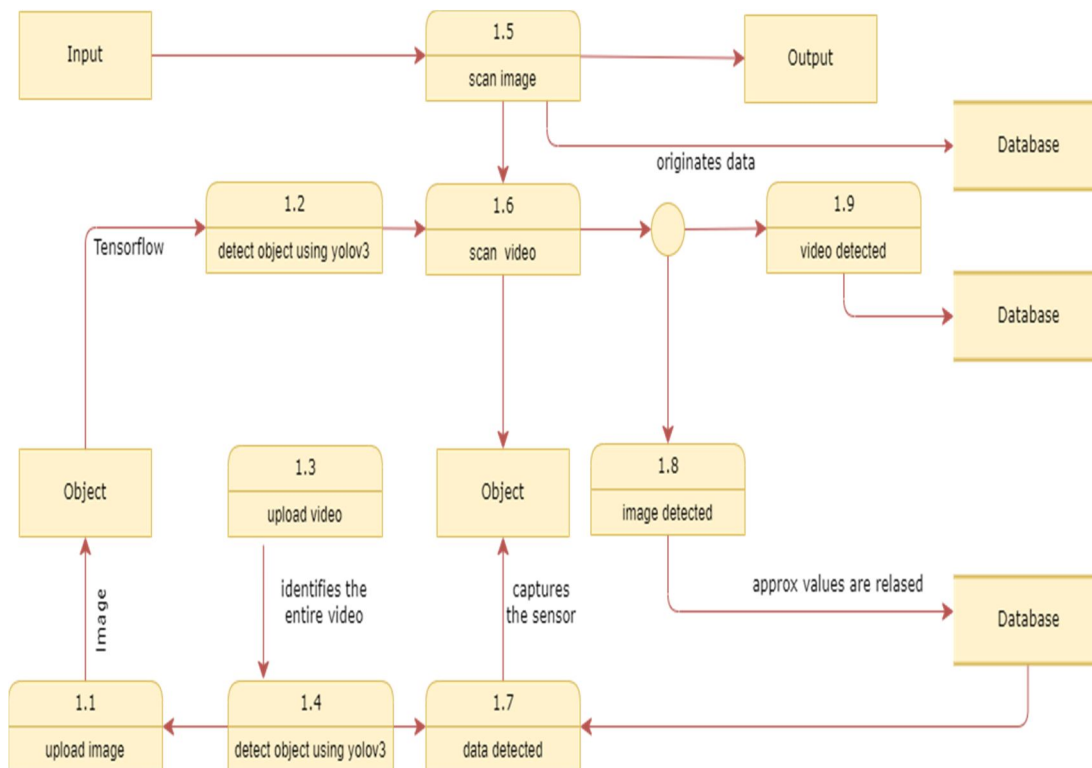 Input
1.5
scan image
Output
Database
originates data
1.2
detect object using yolov3
1.6
scan video
1.9
video detected
Tensorflow
Database
Object
1.3
upload video
Object
1.8
image detected
identifies the
entire video
captures
the sensor
approx values are relased
Database
Image
1.1
upload image
1.4
detect object using yolov3
1.7
data detected